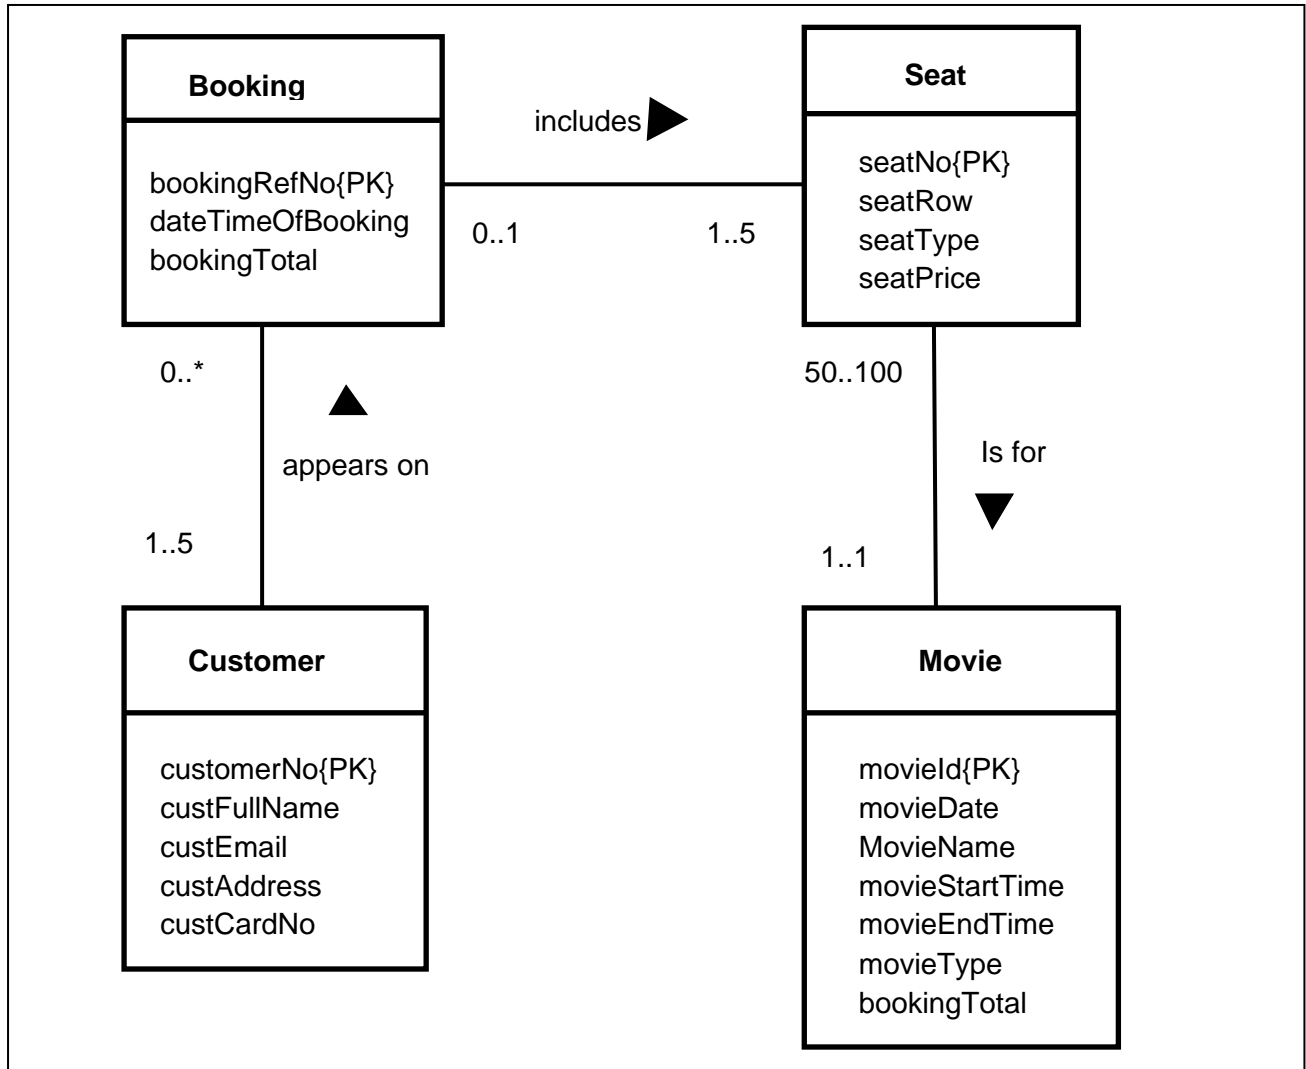 Booking
bookingRefNo{PK}
dateTimeOfBooking
bookingTotal
includes
0..1
1..5
Seat
seatNo{PK}
seatRow
seatType
seatPrice
0..*
appears on
1..5
50..100
Is for
1..1
Customer
customerNo{PK}
custFullName
custEmail
custAddress
custCardNo
Movie
movieId{PK}
movieDate
MovieName
movieStartTime
movieEndTime
movieType
bookingTotal